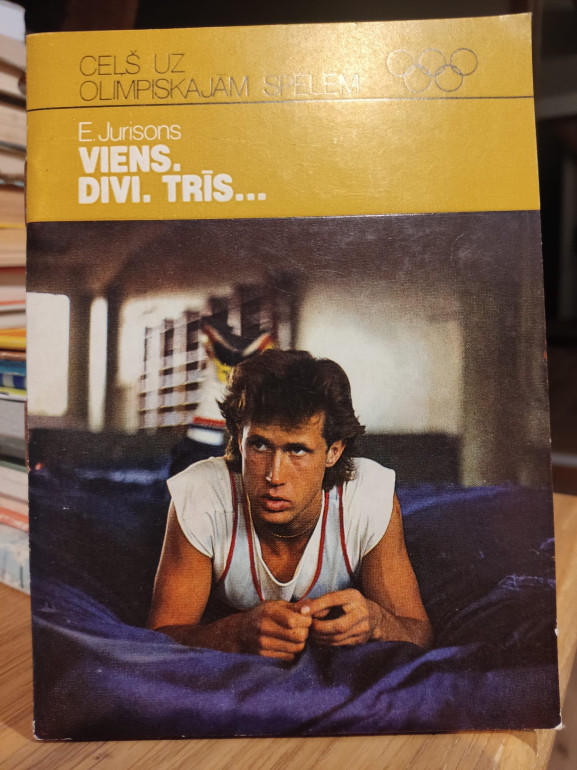 CEĻŠ UZ
OLIMPISKAJĀM SPĒLĒM
E. Jurisons
VIENS.
DIVI. TRĪS...